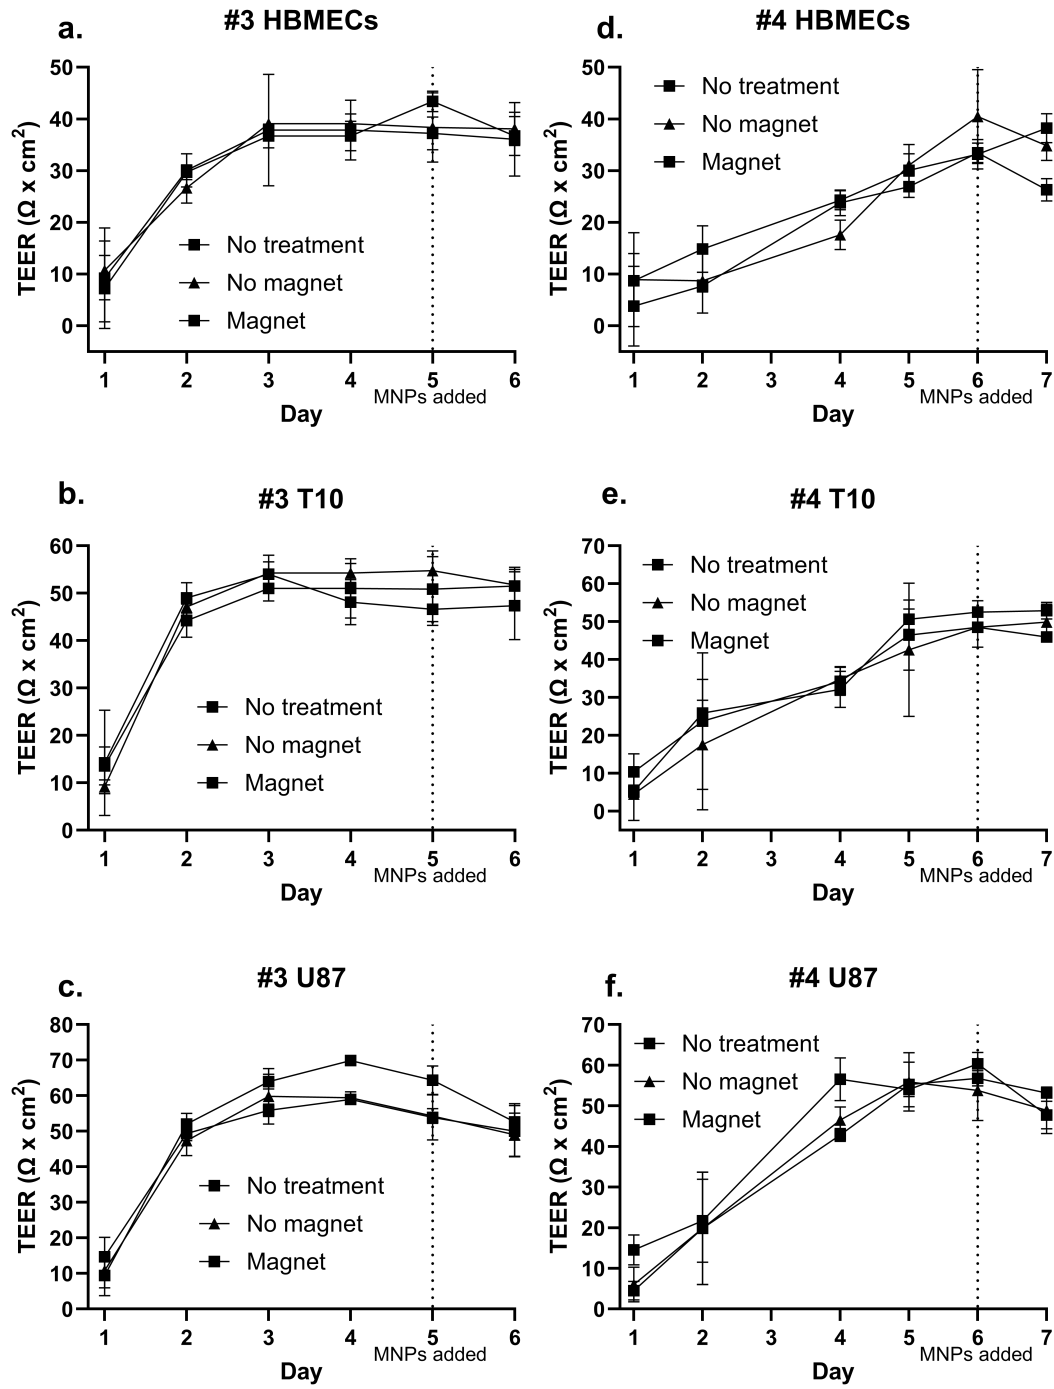 a.
#3 HBMECs
TEER (Ω x cm²)
50
40
30
20
10
0
No treatment
No magnet
Magnet
1 2 3 4 5 6
MNPs added
Day
d.
#4 HBMECs
TEER (Ω x cm²)
50
40
30
20
10
0
No treatment
No magnet
Magnet
1 2 3 4 5 6 7
MNPs added
Day
b.
#3 T10
TEER (Ω x cm²)
60
50
40
30
20
10
0
No treatment
No magnet
Magnet
1 2 3 4 5 6
MNPs added
Day
e.
#4 T10
TEER (Ω x cm²)
70
60
50
40
30
20
10
0
No treatment
No magnet
Magnet
1 2 3 4 5 6 7
MNPs added
Day
c.
#3 U87
TEER (Ω x cm²)
80
70
60
50
40
30
20
10
0
No treatment
No magnet
Magnet
1 2 3 4 5 6
MNPs added
Day
f.
#4 U87
TEER (Ω x cm²)
70
60
50
40
30
20
10
0
No treatment
No magnet
Magnet
1 2 3 4 5 6 7
MNPs added
Day